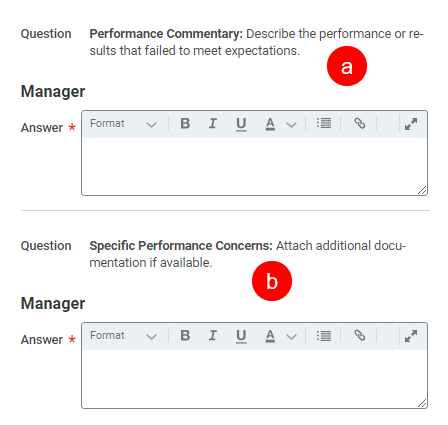 Question Performance Commentary: Describe the performance or re-
sults that failed to meet expectations.
a
Manager
Answer * Format B I U A
Question Specific Performance Concerns: Attach additional docu-
mentation if available.
b
Manager
Answer * Format B I U A